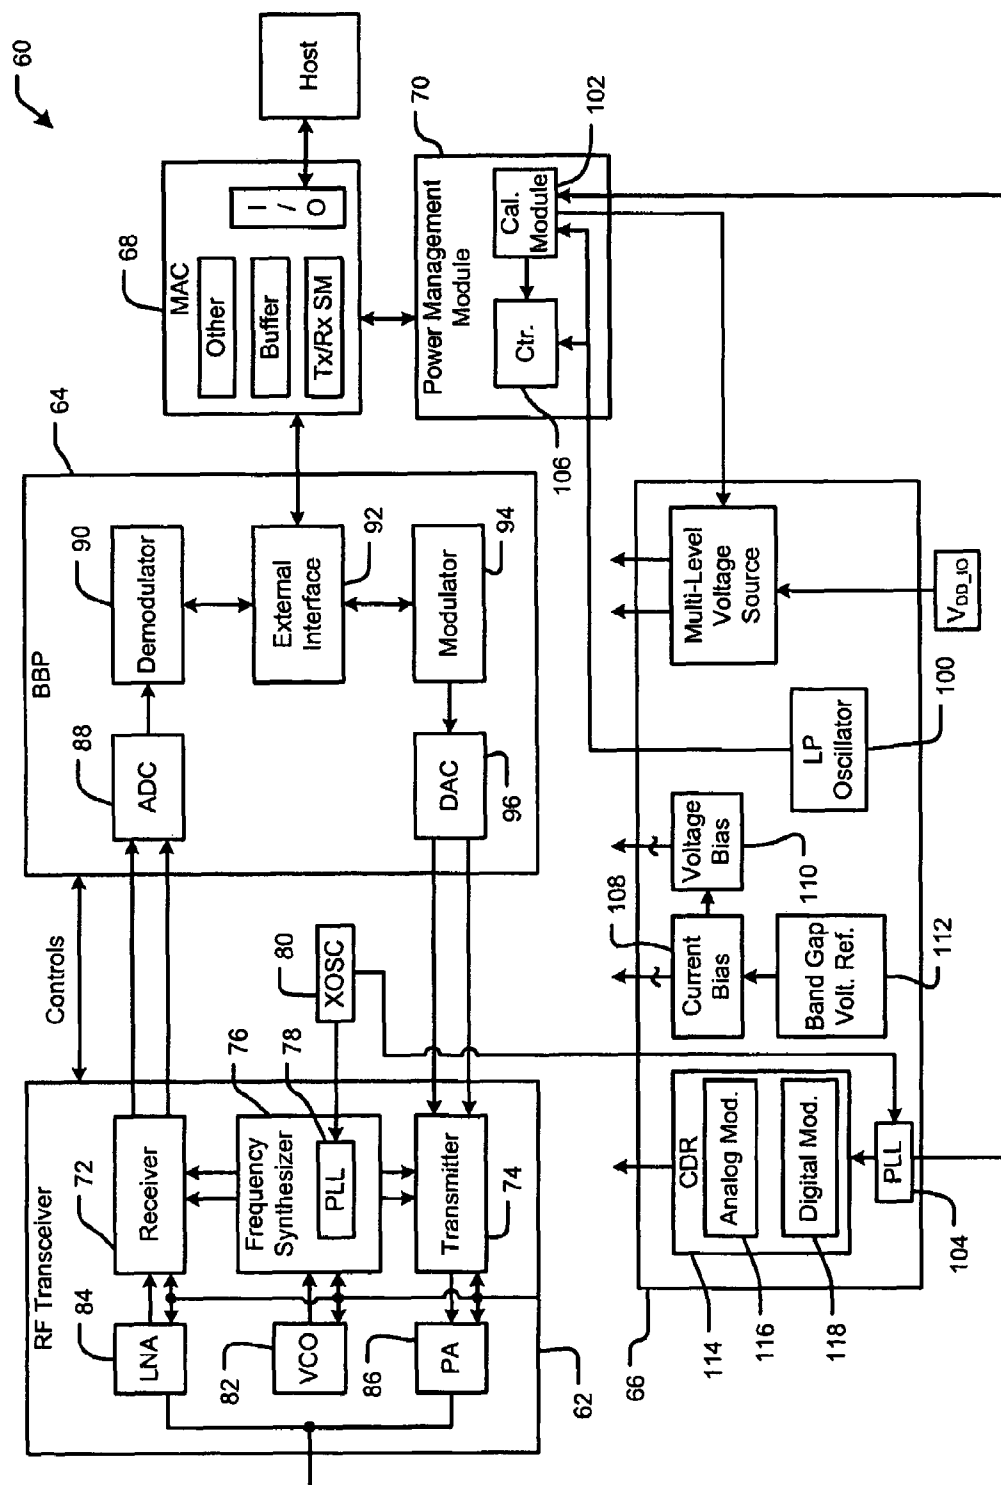 60
Host
MAC
68
Other
Buffer
Tx/Rx SM
I
/
O
Power Management
Module
70
Cal.
Module
102
Ctr.
106
BBP
64
ADC
88
Demodulator
90
External
Interface
92
Modulator
94
DAC
96
Controls
XOSC
80
RF Transceiver
62
Receiver
72
LNA
84
Frequency
Synthesizer
76
PLL
78
VCO
82
Transmitter
74
PA
86
66
CDR
114
Analog Mod.
116
Digital Mod.
118
PLL
104
Current
Bias
108
Voltage
Bias
110
Band Gap
Volt. Ref.
112
LP
Oscillator
100
Multi-Level
Voltage
Source
VDD_IO